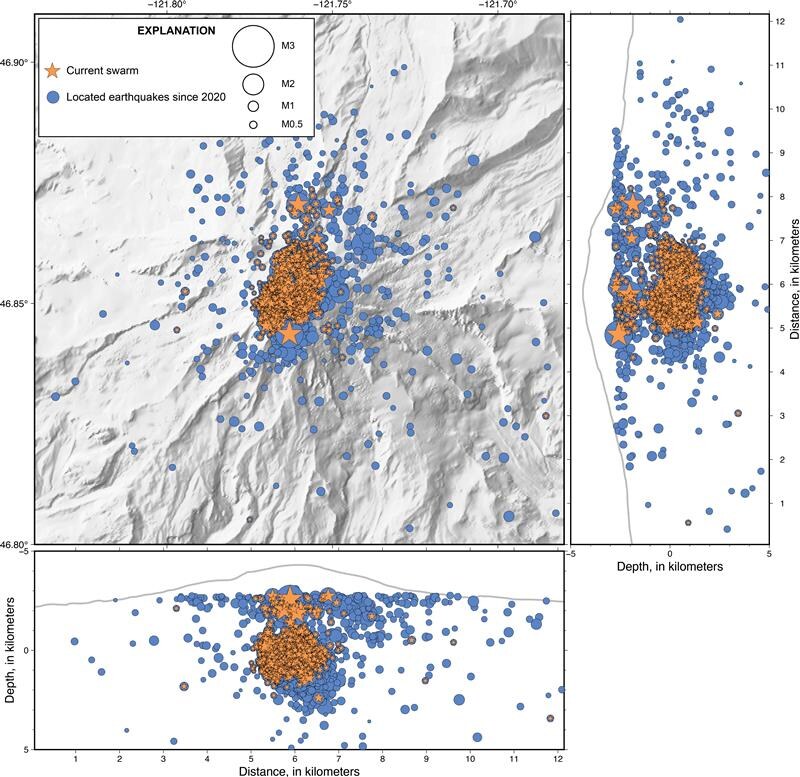 −121.80° −121.75° −121.70°
46.90°
46.85°
46.80°
EXPLANATION
Current swarm
Located earthquakes since 2020
M3
M2
M1
M0.5
12
11
10
9
8
7
6
5
4
3
2
1
Distance, in kilometers
−5 0 5
Depth, in kilometers
−5
0
5
Depth, in kilometers
1 2 3 4 5 6 7 8 9 10 11 12
Distance, in kilometers